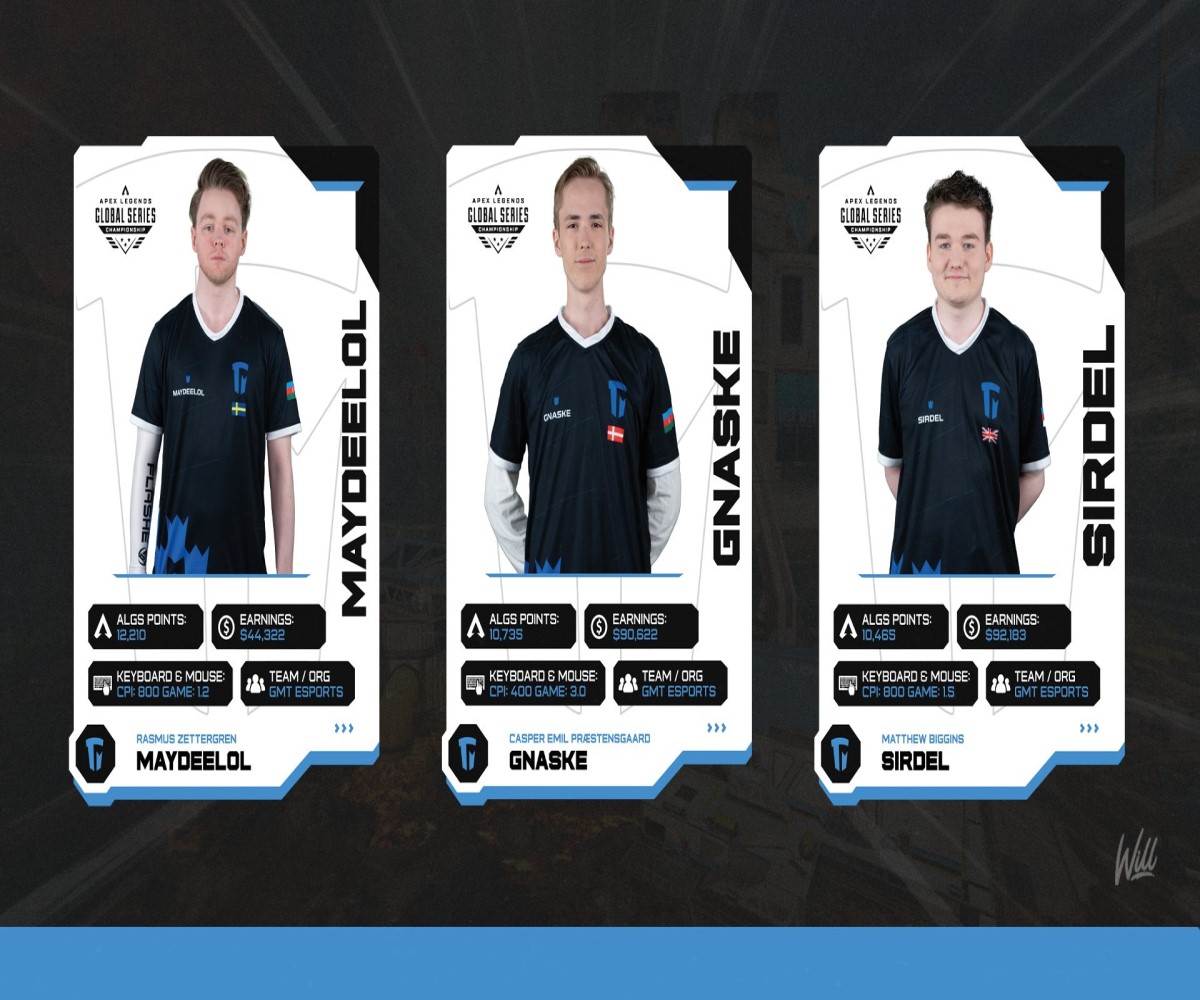 APEX LEGENDS
GLOBAL SERIES
CHAMPIONSHIP
MAYDEELOL
FLASHE
MAYDEELOL
ALGS POINTS:
12,210
EARNINGS:
$44,322
KEYBOARD & MOUSE:
CPI: 800 GAME: 1.2
TEAM / ORG
GMT ESPORTS
RASMUS ZETTERGREN
MAYDEELOL
APEX LEGENDS
GLOBAL SERIES
CHAMPIONSHIP
GNASKE
GNASKE
ALGS POINTS:
10,735
EARNINGS:
$90,622
KEYBOARD & MOUSE:
CPI: 400 GAME: 3.0
TEAM / ORG
GMT ESPORTS
CASPER EMIL PRÆSTENSGAARD
GNASKE
APEX LEGENDS
GLOBAL SERIES
CHAMPIONSHIP
SIRDEL
SIRDEL
ALGS POINTS:
10,465
EARNINGS:
$92,183
KEYBOARD & MOUSE:
CPI: 800 GAME: 1.5
TEAM / ORG
GMT ESPORTS
MATTHEW BIGGINS
SIRDEL
Will